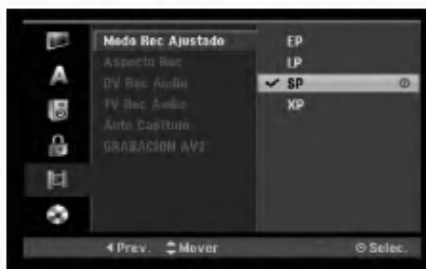 Modo Rec Ajustado
Aspecto Rec
DV Rec Audio
TV Rec Audio
Auto Capítulo
GRABACION AV2
EP
LP
SP
XP
A
Prev. Mover Selec.